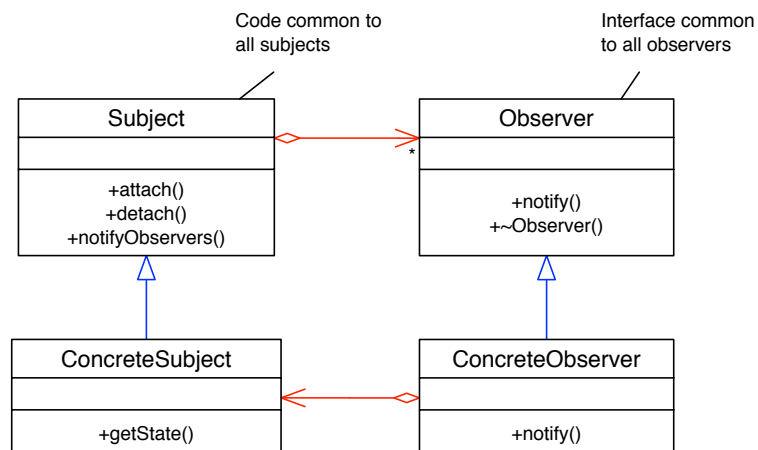 Code common to
all subjects
Interface common
to all observers
Subject
Observer
*
+attach()
+detach()
+notifyObservers()
+notify()
+~Observer()
ConcreteSubject
ConcreteObserver
+getState()
+notify()